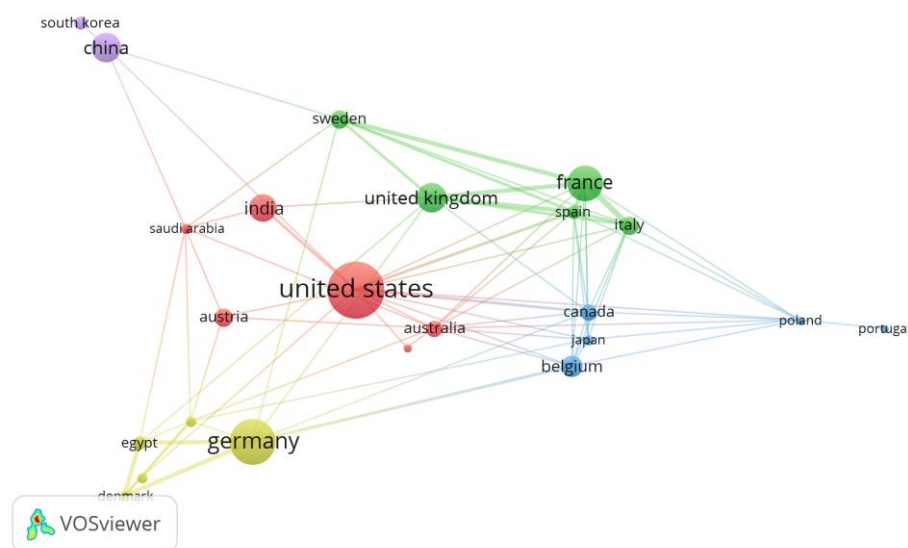 south korea
china
sweden
france
united kingdom
spain
italy
india
saudi arabia
united states
canada
austria
australia
poland
portuga
japan
belgium
germany
egypt
denmark
VOSviewer